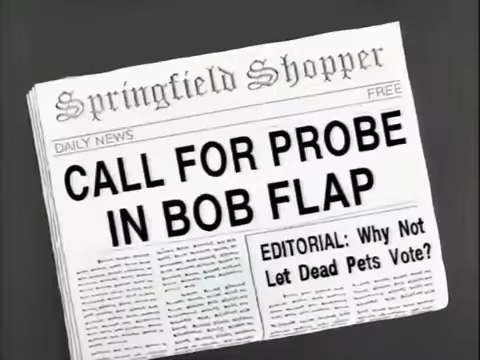 Springfield Shopper
DAILY NEWS
FREE
CALL FOR PROBE
IN BOB FLAP
EDITORIAL: Why Not
Let Dead Pets Vote?